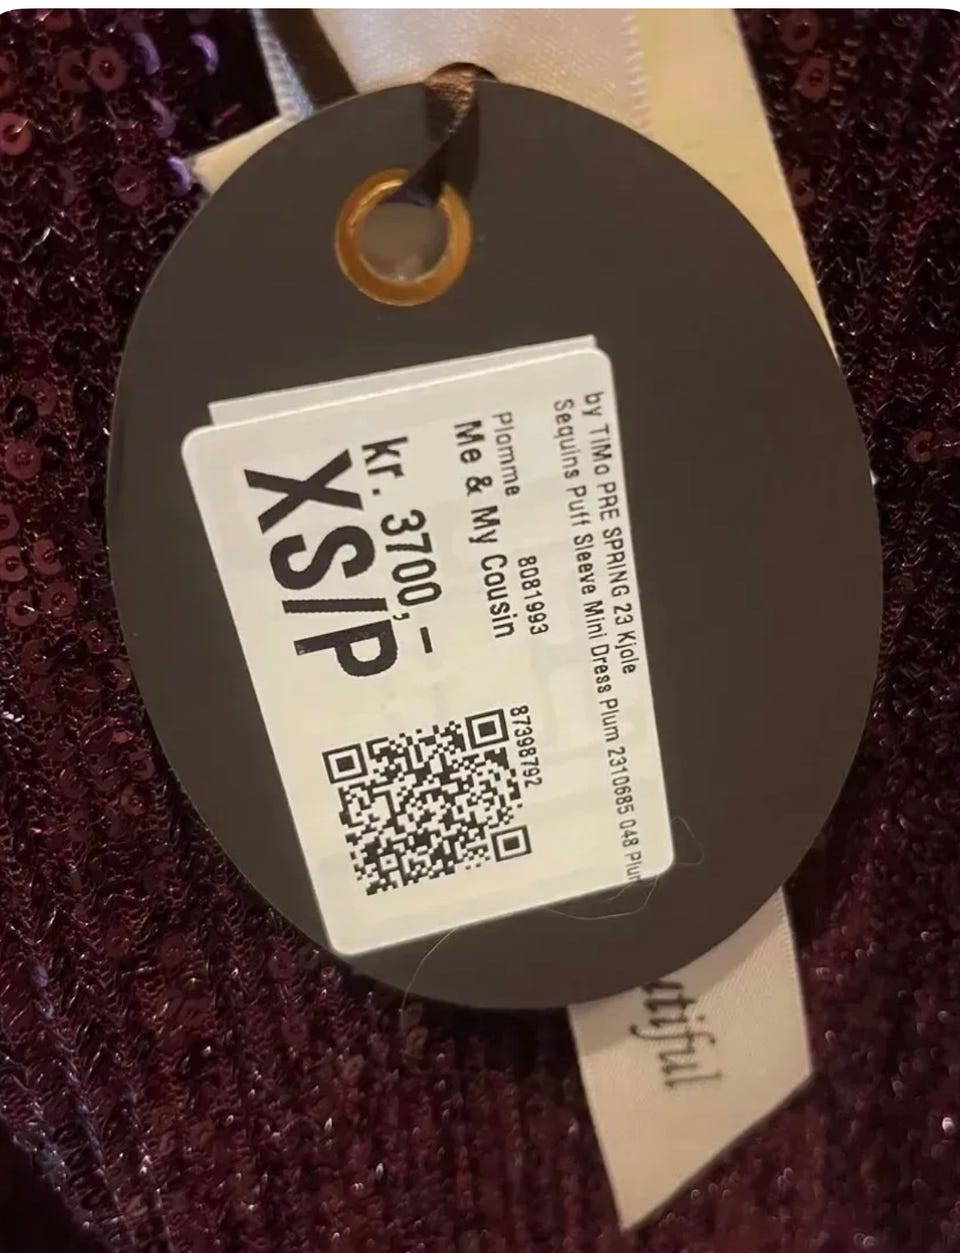 by TiMo PRE SPRING 23 Kjole
Sequins Puff Sleeve Mini Dress Plum 2310685 048 Plum
Plomme 8081993
Me & My Cousin
kr. 3700,-
XS/P
87398792
utiful